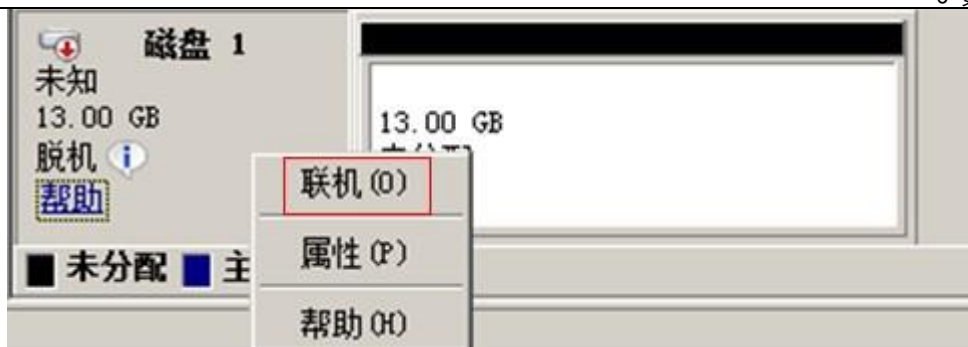 磁盘 1
未知
13.00 GB
脱机
帮助
13.00 GB
联机(O)
属性(P)
帮助(H)
未分配 主